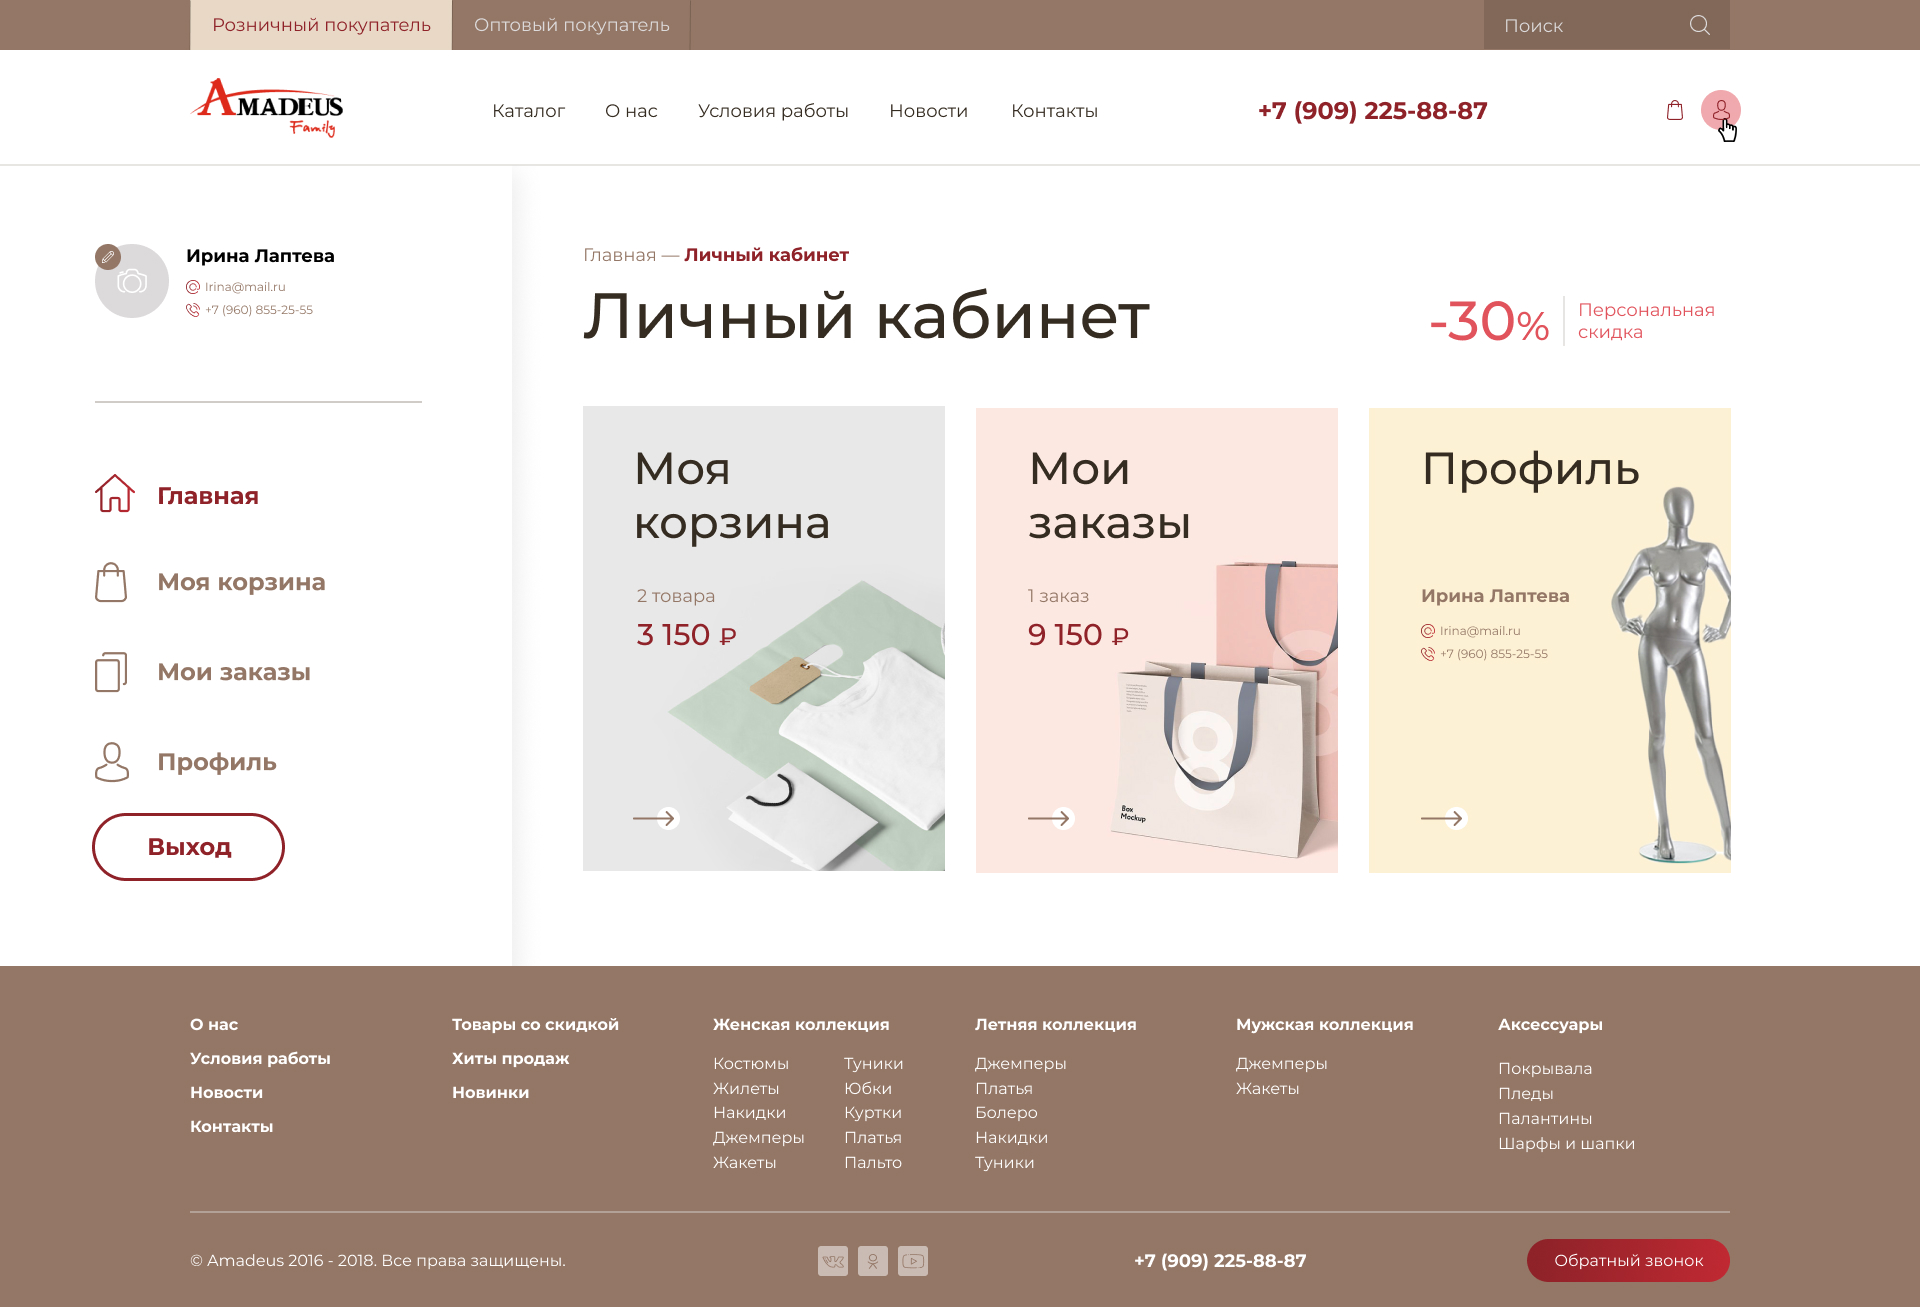 Розничный покупатель
Оптовый покупатель
Поиск
AMADEUS
Family
Каталог
О нас
Условия работы
Новости
Контакты
+7 (909) 225-88-87
Ирина Лаптева
Irina@mail.ru
+7 (960) 855-25-55
Главная
Моя корзина
Мои заказы
Профиль
Выход
Главная — Личный кабинет
Личный кабинет
-30%
Персональная
скидка
Моя
корзина
2 товара
3 150 ₽
Мои
заказы
1 заказ
9 150 ₽
8
Box
Mockup
Профиль
Ирина Лаптева
Irina@mail.ru
+7 (960) 855-25-55
О нас
Условия работы
Новости
Контакты
Товары со скидкой
Хиты продаж
Новинки
Женская коллекция
Костюмы
Жилеты
Накидки
Джемперы
Жакеты
Туники
Юбки
Куртки
Платья
Пальто
Летняя коллекция
Джемперы
Платья
Болеро
Накидки
Туники
Мужская коллекция
Джемперы
Жакеты
Аксессуары
Покрывала
Пледы
Палантины
Шарфы и шапки
© Amadeus 2016 - 2018. Все права защищены.
+7 (909) 225-88-87
Обратный звонок